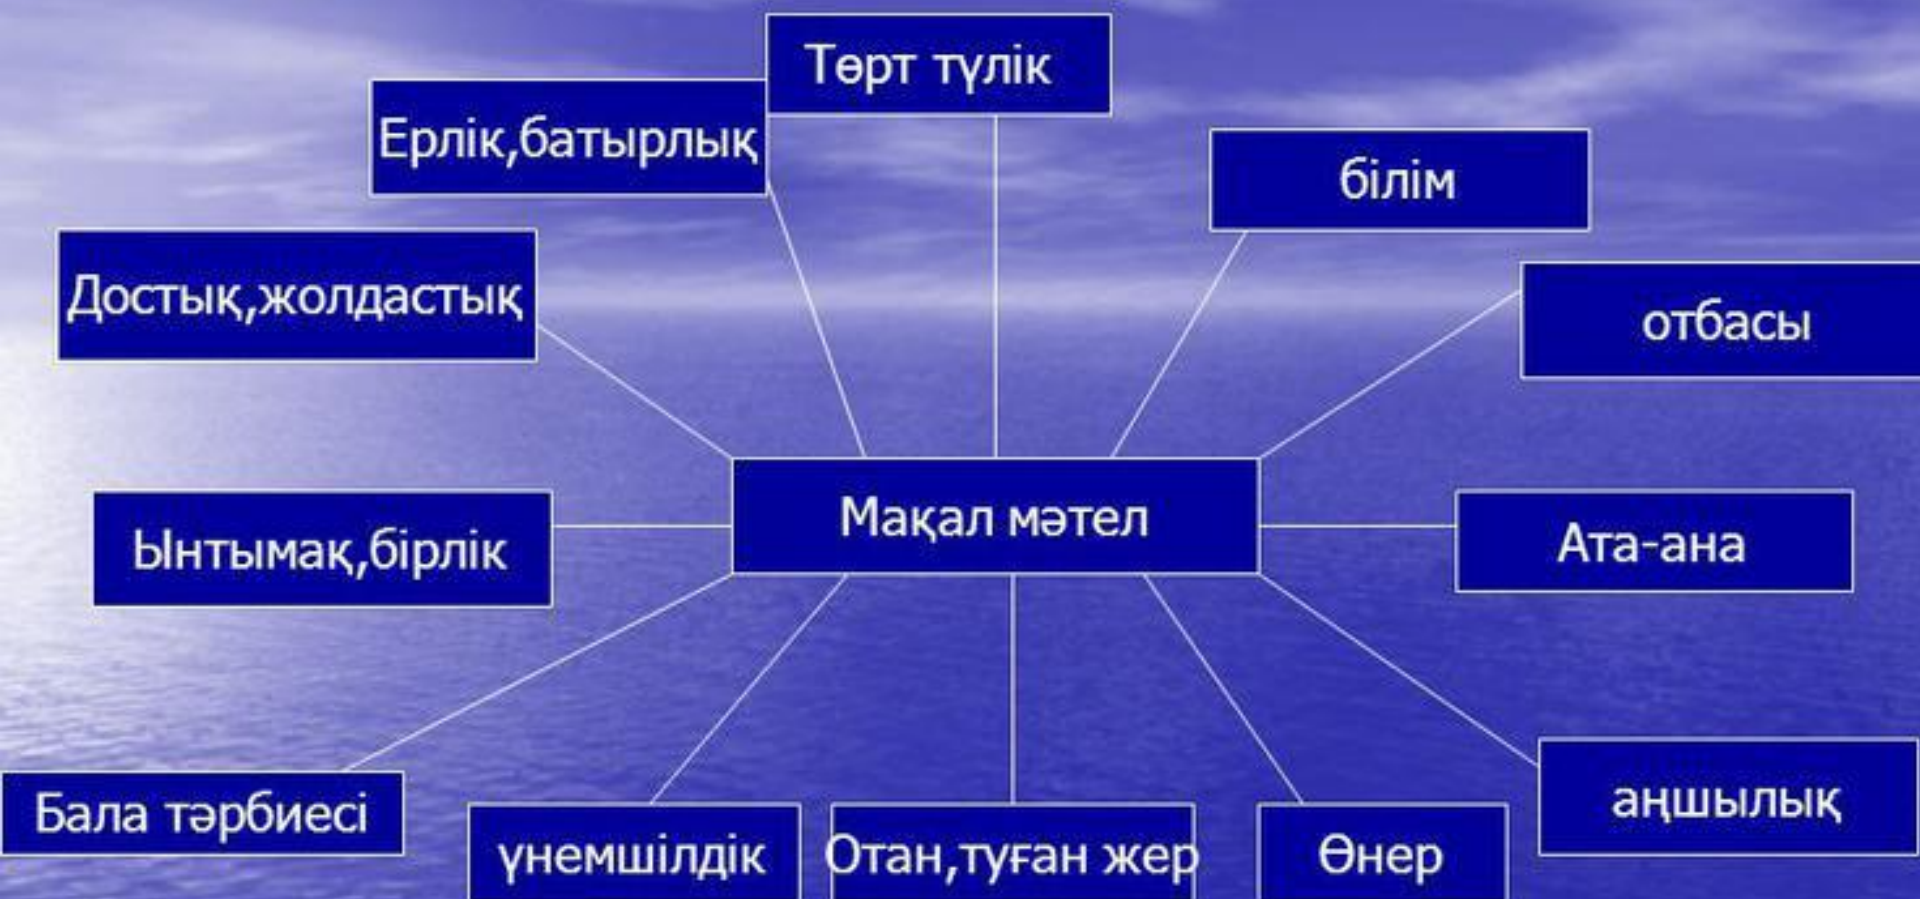 Төрт түлік
Ерлік,батырлық
білім
Достық,жолдастық
отбасы
Мақал мәтел
Ынтымақ,бірлік
Ата-ана
Бала тәрбиесі
аңшылық
үнемшілдік
Отан,туған жер
Өнер